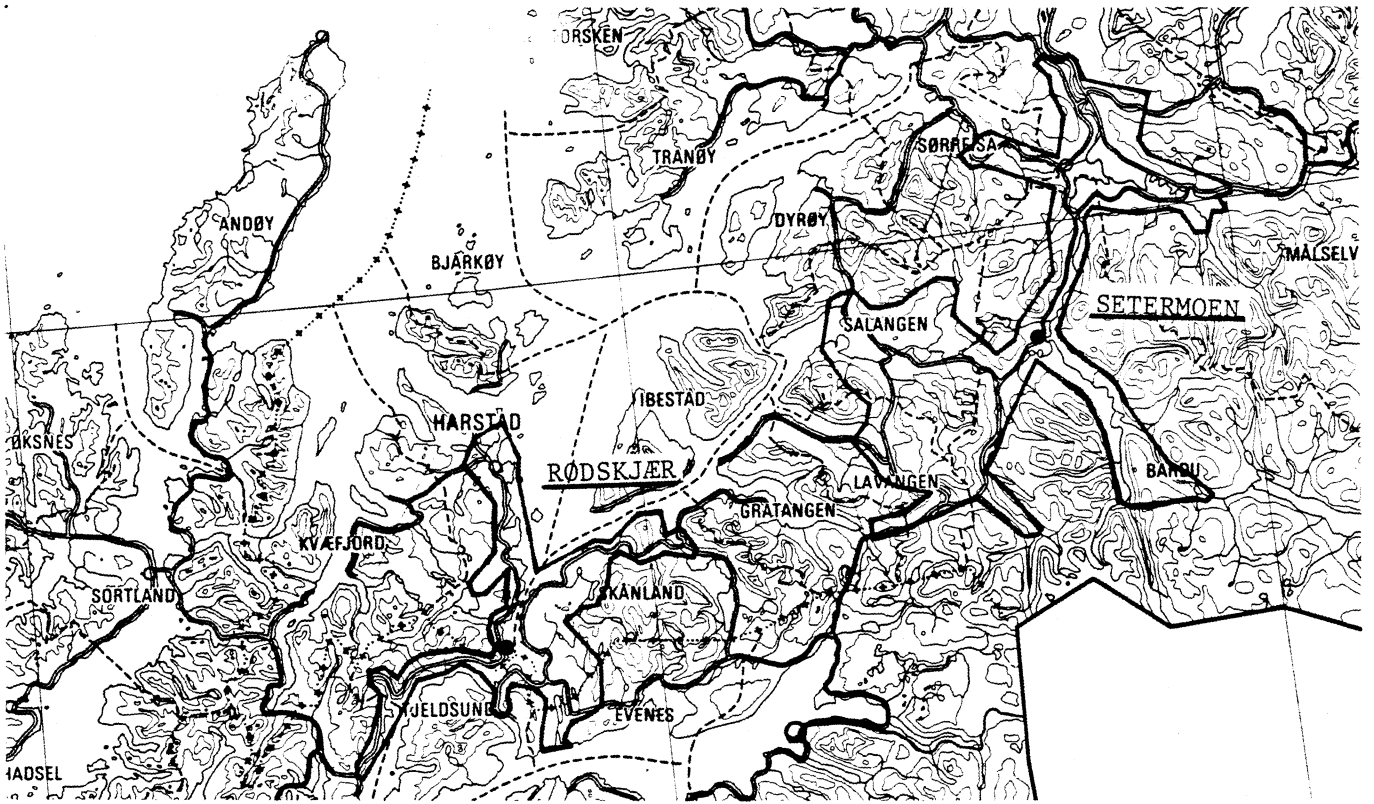 ORSKEN
TRANØY
SØRREISA
ANDØY
DYRØY
BJARKØY
MÅLSELV
SETERMOEN
SALANGEN
IBESTAD
HARSTAD
ØKSNES
RØDSKJÆR
BARDU
LAVANGEN
GRATANGEN
KVÆFJORD
SORTLAND
SKÅNLAND
TJELDSUND
EVENES
HADSEL